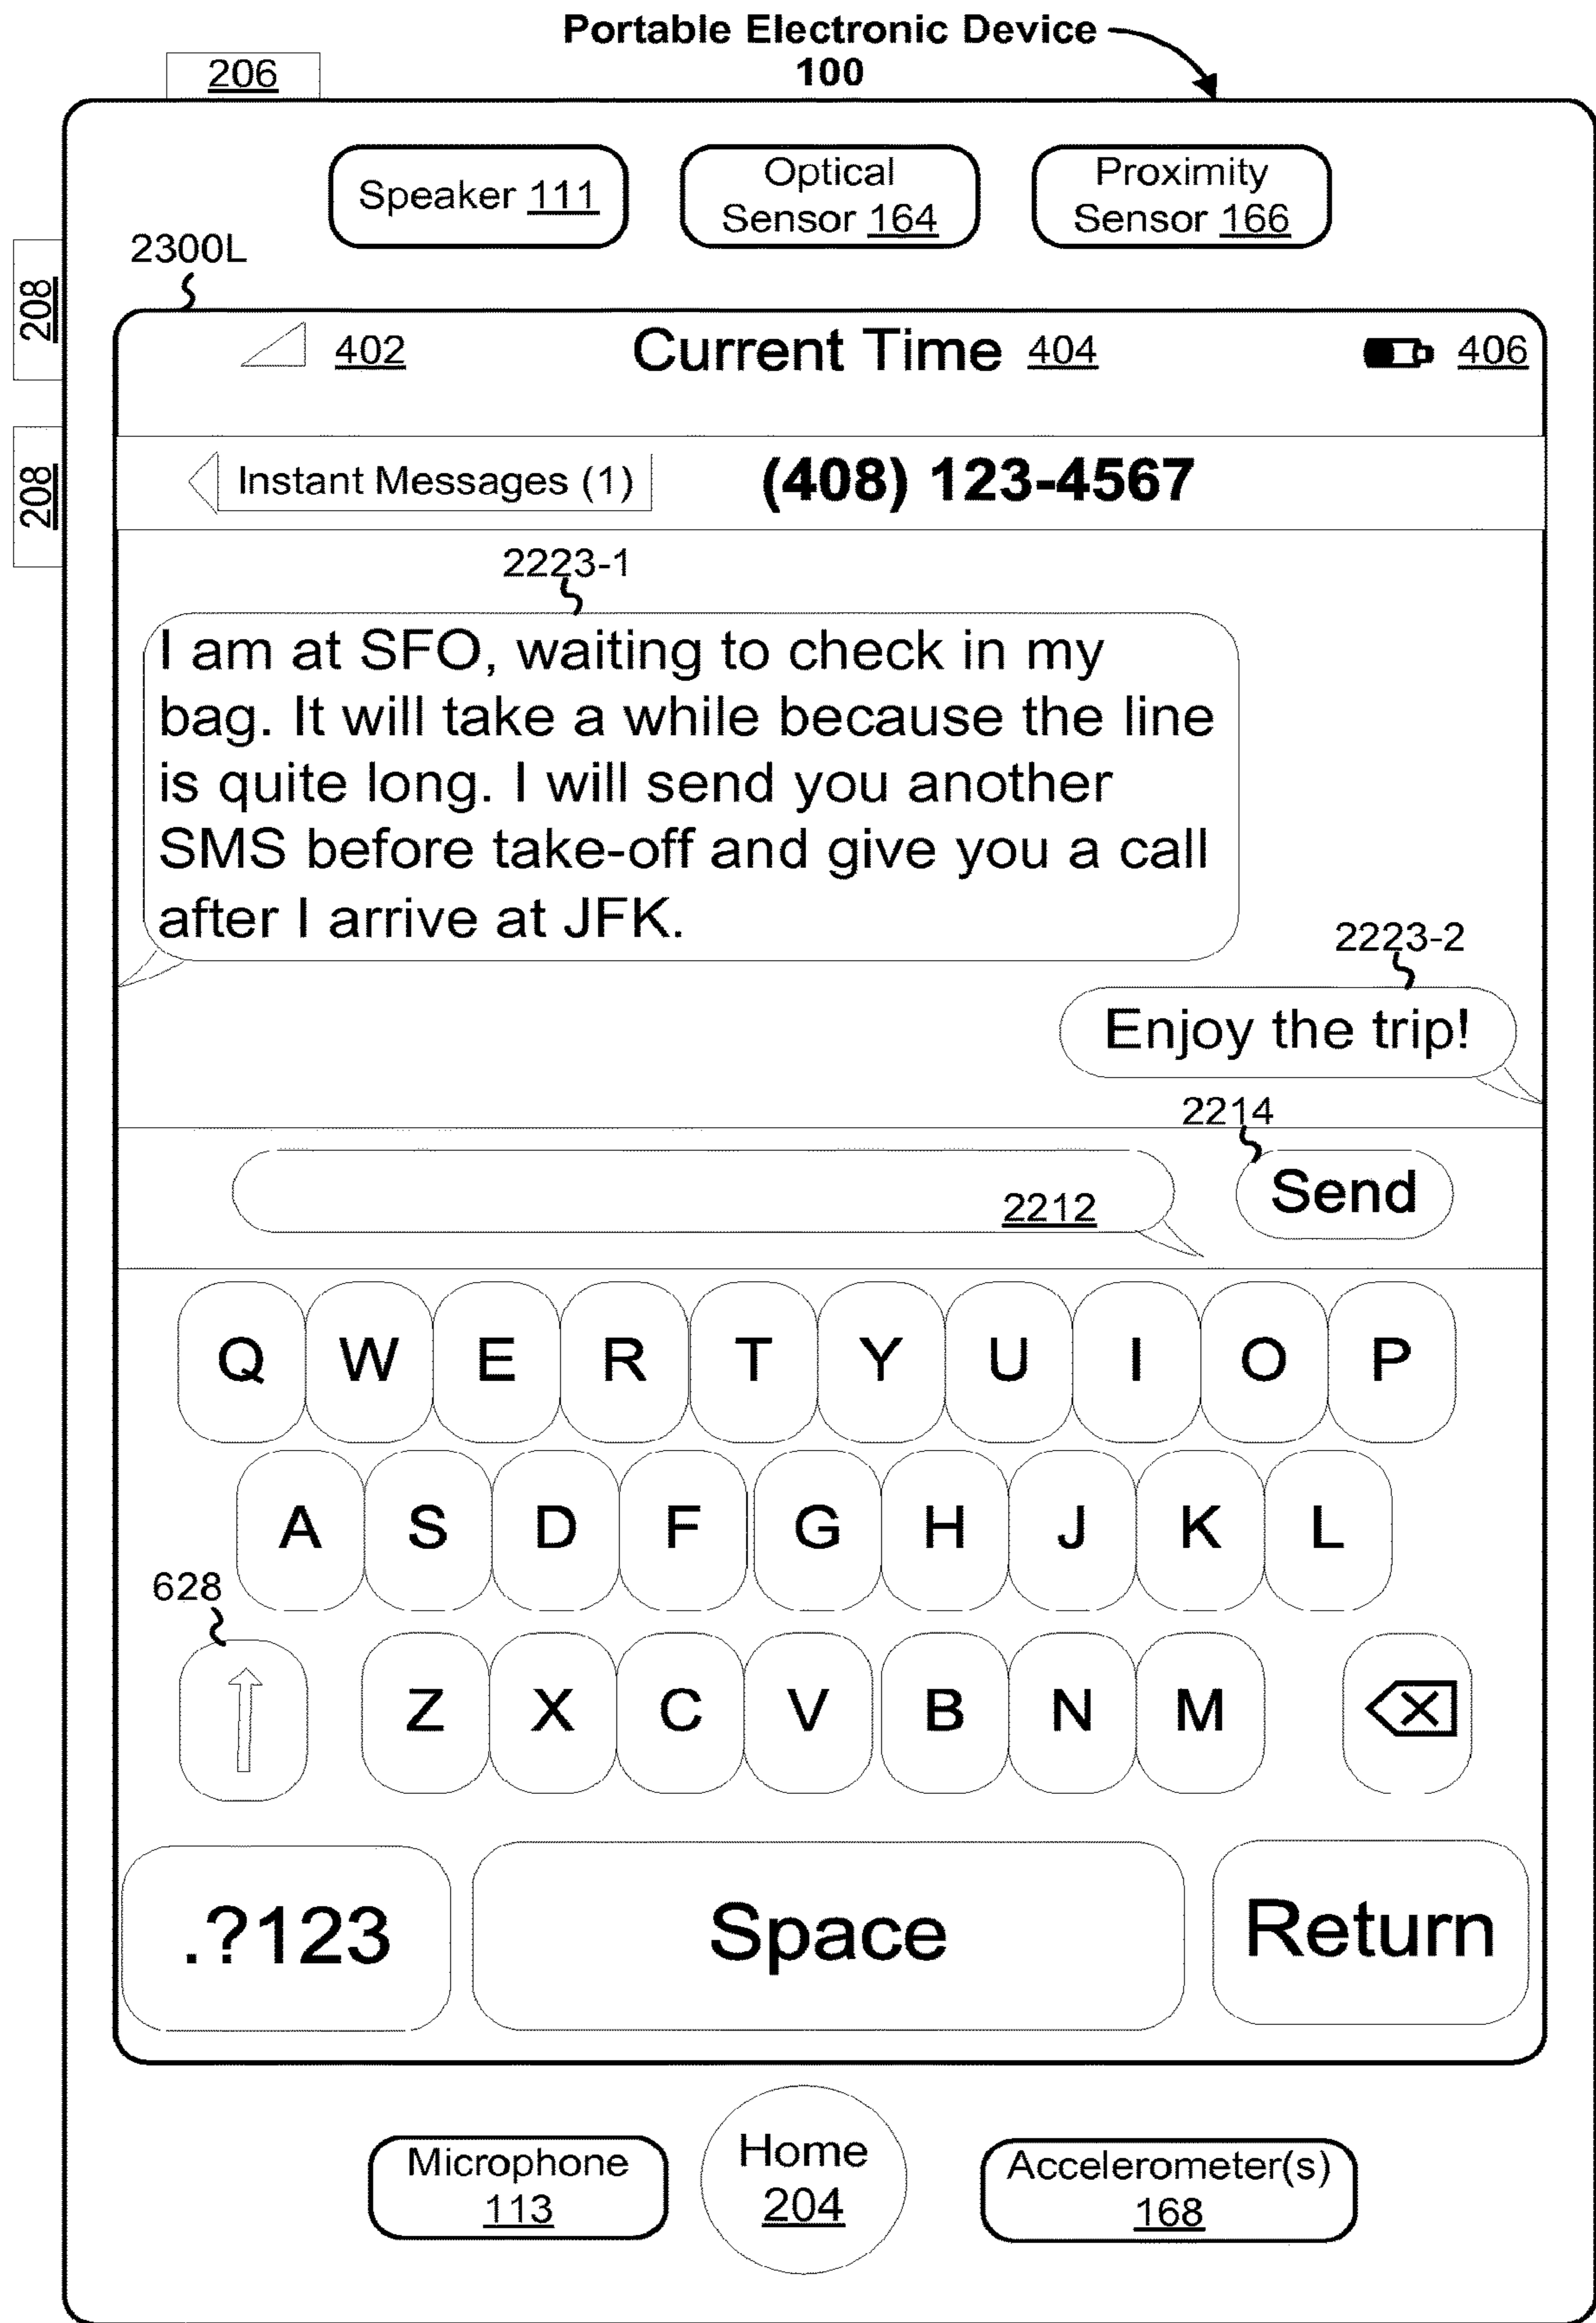 Portable Electronic Device
100
206
Speaker 111
Optical
Sensor 164
Proximity
Sensor 166
2300L
208
402
Current Time 404
406
208
Instant Messages (1)
(408) 123-4567
2223-1
I am at SFO, waiting to check in my
bag. It will take a while because the line
is quite long. I will send you another
SMS before take-off and give you a call
after I arrive at JFK.
2223-2
Enjoy the trip!
2214
2212
Send
Q W E R T Y U I O P
A S D F G H J K L
628
Z X C V B N M
.?123
Space
Return
Microphone
113
Home
204
Accelerometer(s)
168